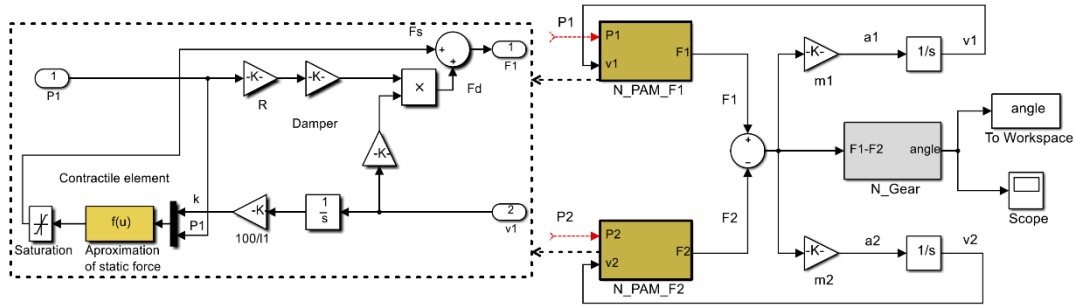 Fs
1
F1
1
P1
-K-
R
-K-
Damper
×
Fd
-K-
Contractile element
k
P1
f(u)
Saturation
Aproximation
of static force
-K-
100/l1
1
s
2
v1
P1
P1
v1
F1
N_PAM_F1
F1
P2
P2
v2
F2
N_PAM_F2
F2
+
−
-K-
m1
a1
1/s
v1
F1-F2
angle
N_Gear
angle
To Workspace
Scope
-K-
m2
a2
1/s
v2